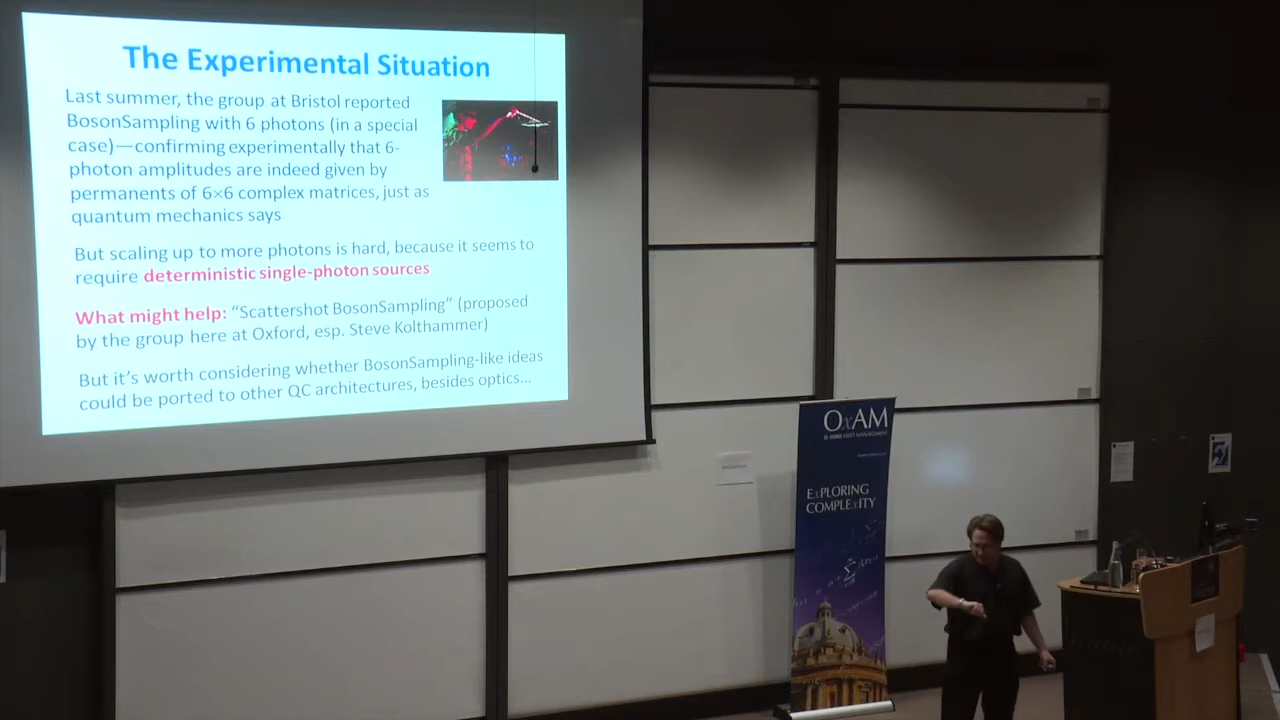 The Experimental Situation
Last summer, the group at Bristol reported
BosonSampling with 6 photons (in a special
case)—confirming experimentally that 6-
photon amplitudes are indeed given by
permanents of 6×6 complex matrices, just as
quantum mechanics says
But scaling up to more photons is hard, because it seems to
require deterministic single-photon sources
What might help: “Scattershot BosonSampling” (proposed
by the group here at Oxford, esp. Steve Kolthammer)
But it’s worth considering whether BosonSampling-like ideas
could be ported to other QC architectures, besides optics…
OxAM
OXFORD ASSET MANAGEMENT
ExPLORING
COMPLExITY